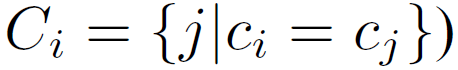 C_i = {j|c_i = c_j})